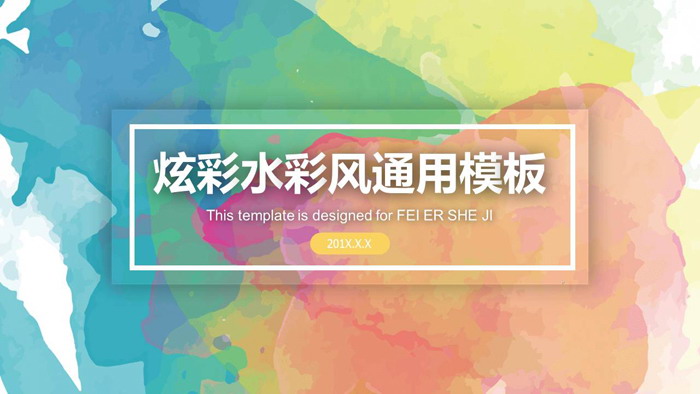 炫彩水彩风通用模板
This template is designed for FEI ER SHE JI
201X.X.X